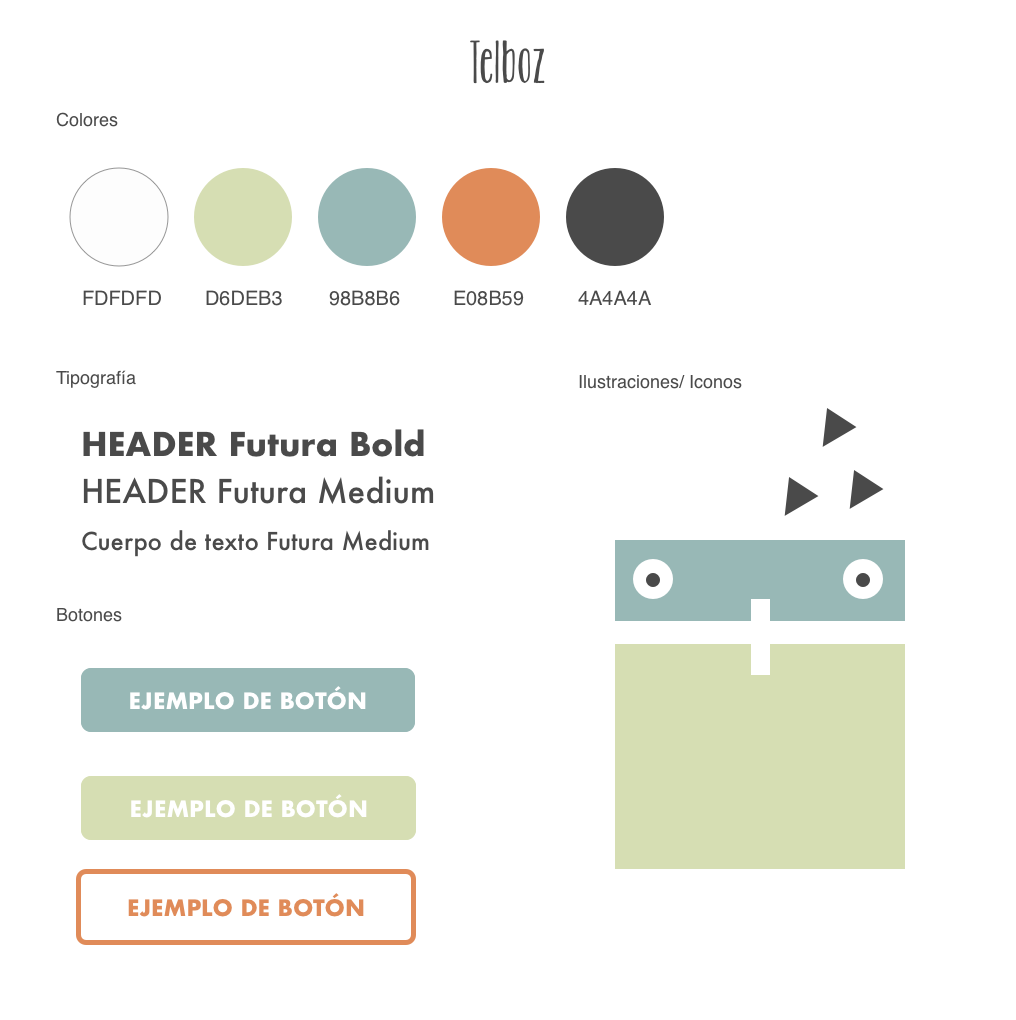 Telboz
Colores
FDFDFD D6DEB3 98B8B6 E08B59 4A4A4A
Tipografía
HEADER Futura Bold
HEADER Futura Medium
Cuerpo de texto Futura Medium
Ilustraciones/ Iconos
Botones
EJEMPLO DE BOTÓN
EJEMPLO DE BOTÓN
EJEMPLO DE BOTÓN